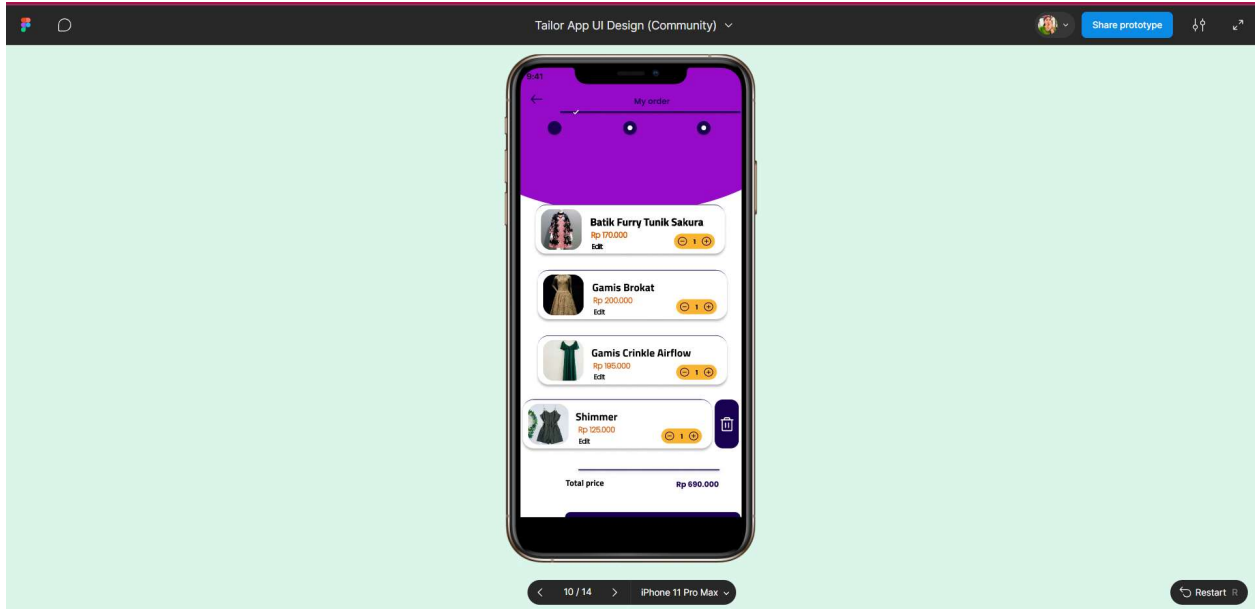 Tailor App UI Design (Community)
Share prototype
9:41
My order
Batik Furry Tunik Sakura
Rp 170.000
Edit
1
Gamis Brokat
Rp 200.000
Edit
1
Gamis Crinkle Airflow
Rp 195.000
Edit
1
Shimmer
Rp 125.000
Edit
1
Total price Rp 690.000
10 / 14 iPhone 11 Pro Max
Restart R